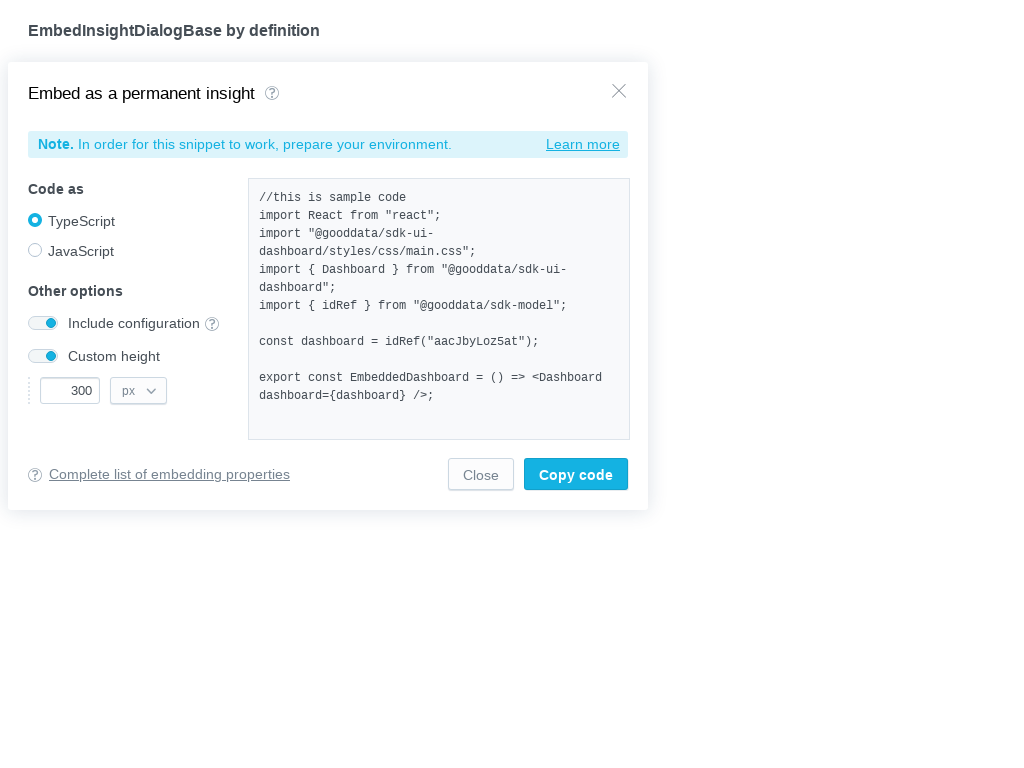 EmbedInsightDialogBase by definition
Embed as a permanent insight
Note. In order for this snippet to work, prepare your environment. Learn more
Code as
TypeScript
JavaScript
Other options
Include configuration
Custom height
300 px
//this is sample code
import React from "react";
import "@gooddata/sdk-ui-
dashboard/styles/css/main.css";
import { Dashboard } from "@gooddata/sdk-ui-
dashboard";
import { idRef } from "@gooddata/sdk-model";
const dashboard = idRef("aacJbyLoz5at");
export const EmbeddedDashboard = () => <Dashboard
dashboard={dashboard} />;
Complete list of embedding properties
Close
Copy code